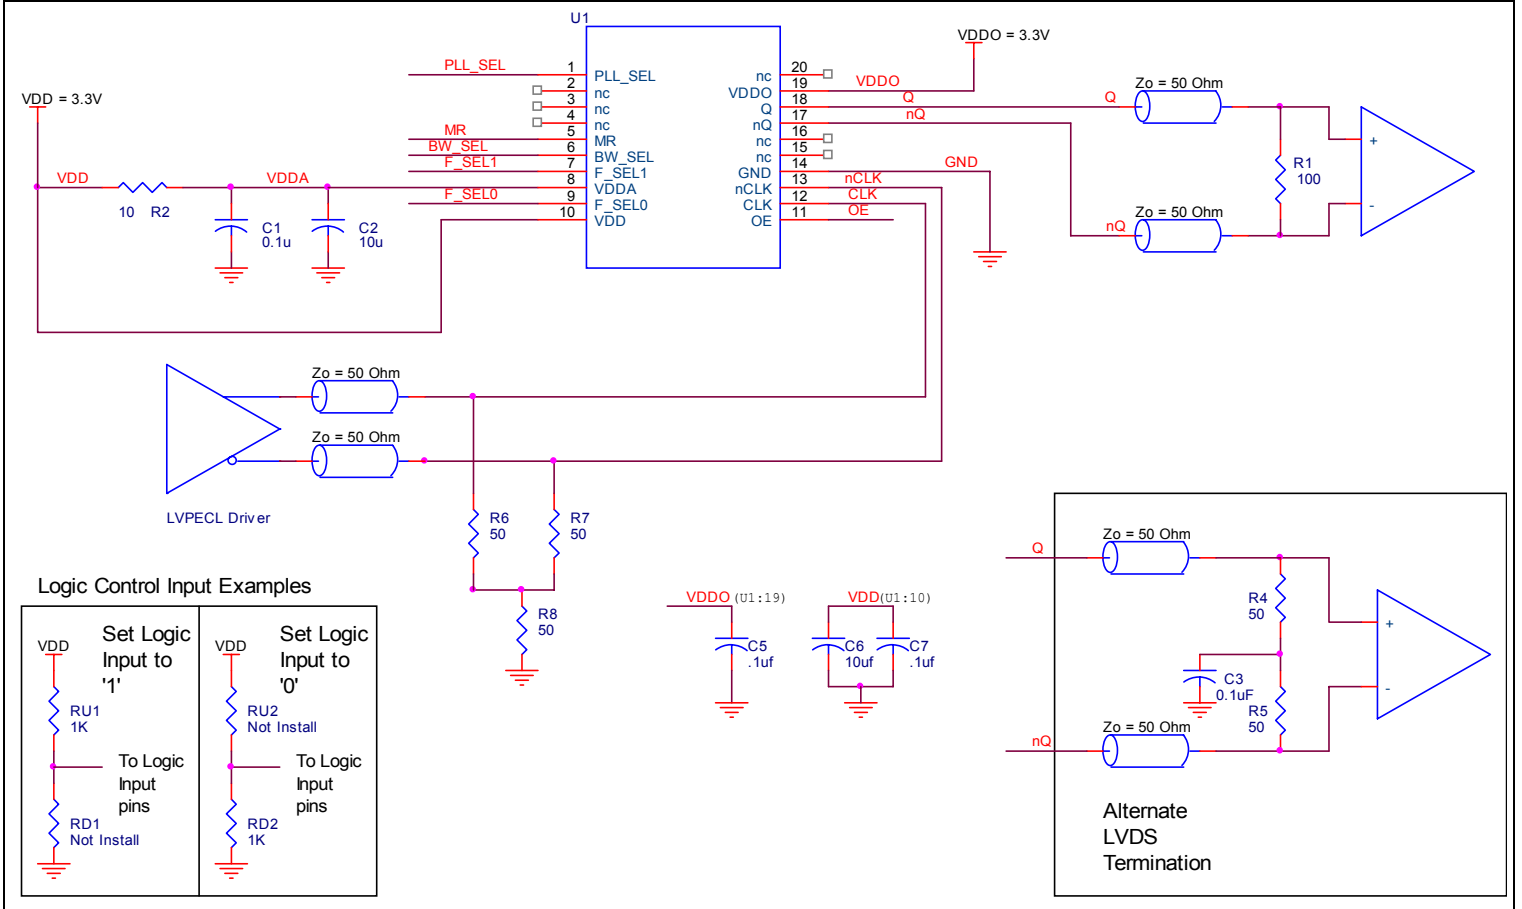 U1
VDD = 3.3V
VDDO = 3.3V
PLL_SEL
MR
BW_SEL
F_SEL1
F_SEL0
VDD
VDDA
10 R2
C1
0.1u
C2
10u
1
2
3
4
5
6
7
8
9
10
PLL_SEL
nc
nc
nc
MR
BW_SEL
F_SEL1
VDDA
F_SEL0
VDD
nc
VDDO
Q
nQ
nc
nc
GND
nCLK
CLK
OE
20
19
18
17
16
15
14
13
12
11
VDDO
Q
nQ
GND
nCLK
CLK
OE
Q
Zo = 50 Ohm
nQ
Zo = 50 Ohm
R1
100
+
-
Zo = 50 Ohm
Zo = 50 Ohm
LVPECL Driver
R6
50
R7
50
R8
50
Logic Control Input Examples
VDD
Set Logic
Input to
'1'
RU1
1K
To Logic
Input
pins
RD1
Not Install
VDD
Set Logic
Input to
'0'
RU2
Not Install
To Logic
Input
pins
RD2
1K
VDDO (U1:19)
C5
.1uf
VDD(U1:10)
C6
10uf
C7
.1uf
Q
Zo = 50 Ohm
R4
50
C3
0.1uF
R5
50
+
-
nQ
Zo = 50 Ohm
Alternate
LVDS
Termination